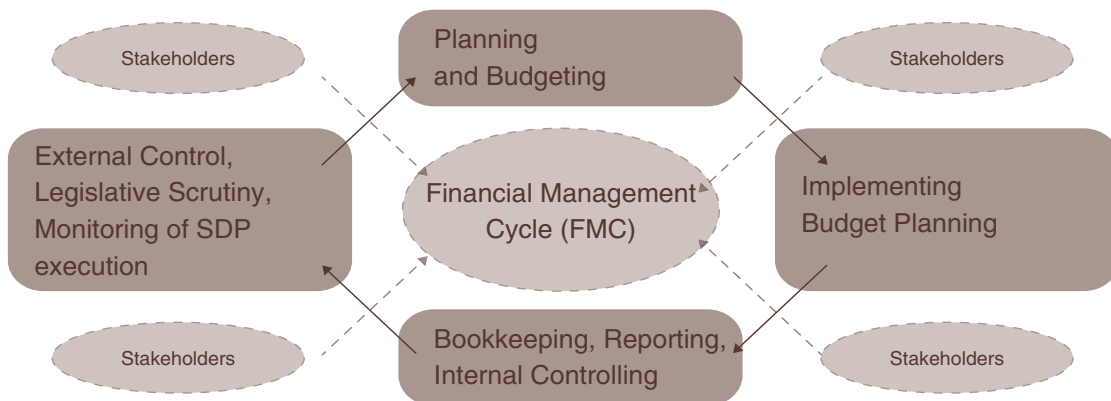 Stakeholders
Planning
and Budgeting
Stakeholders
External Control,
Legislative Scrutiny,
Monitoring of SDP
execution
Financial Management
Cycle (FMC)
Implementing
Budget Planning
Stakeholders
Bookkeeping, Reporting,
Internal Controlling
Stakeholders